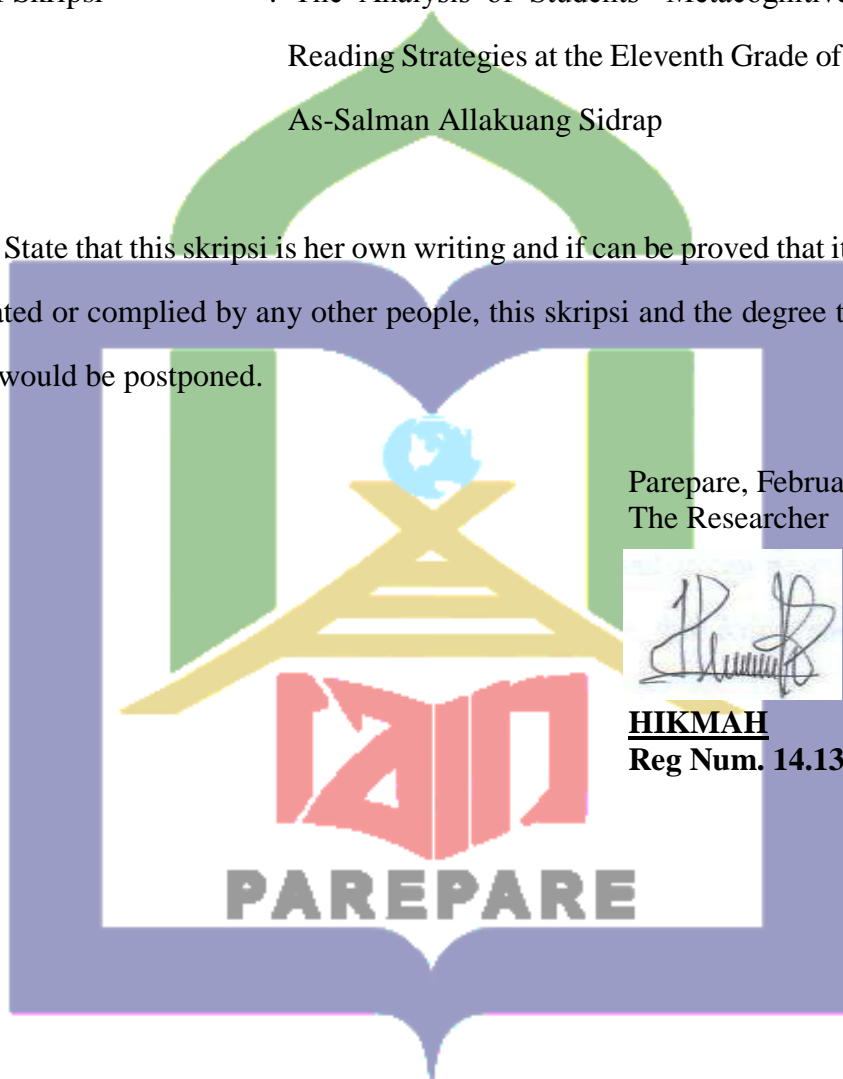 Skripsi : The Analysis of Students' Metacognitive
Reading Strategies at the Eleventh Grade of
As-Salman Allakuang Sidrap
State that this skripsi is her own writing and if can be proved that it
or complied by any other people, this skripsi and the degree
would be postponed.
Parepare,
The Researcher
HIKMAH
Reg Num. 14.13
iain
PAREPARE